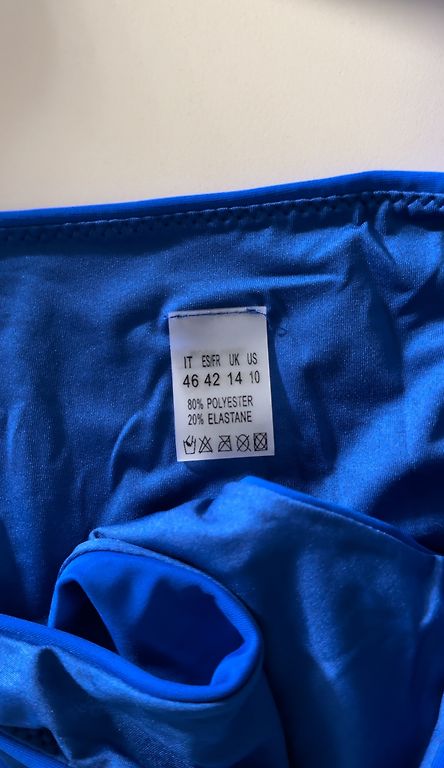 IT ES/FR UK US
46 42 14 10
80% POLYESTER
20% ELASTANE